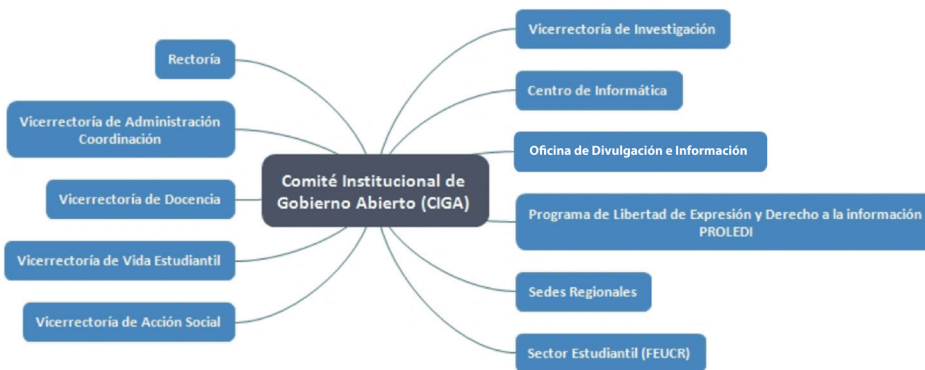 Rectoría
Vicerrectoría de Administración
Coordinación
Vicerrectoría de Docencia
Vicerrectoría de Vida Estudiantil
Vicerrectoría de Acción Social
Comité Institucional de
Gobierno Abierto (CIGA)
Vicerrectoría de Investigación
Centro de Informática
Oficina de Divulgación e Información
Programa de Libertad de Expresión y Derecho a la información
PROLEDI
Sedes Regionales
Sector Estudiantil (FEUCR)